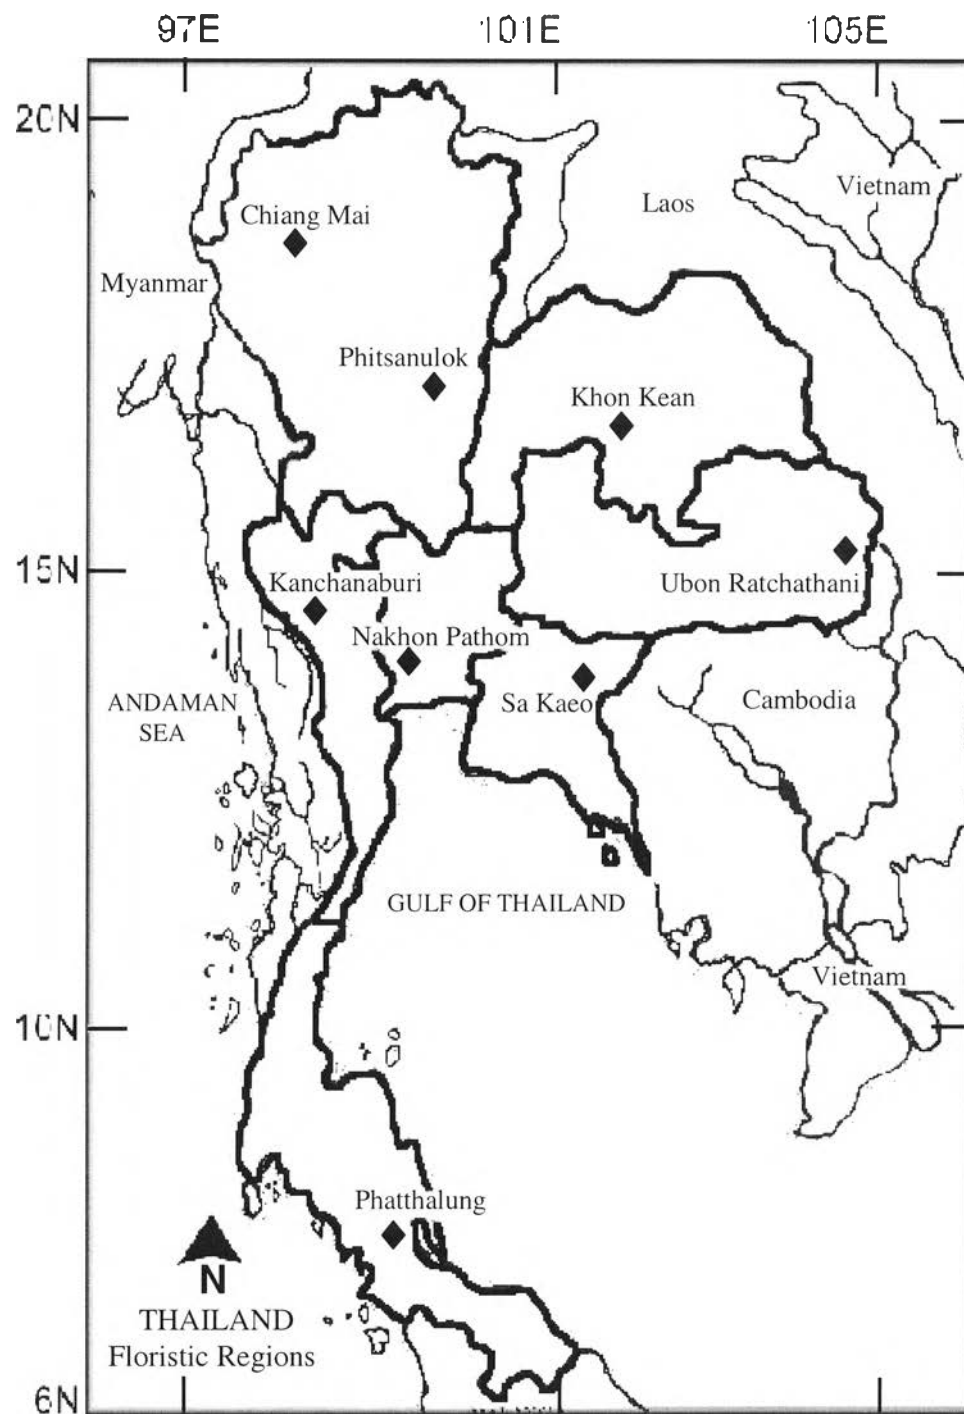 97E 101E 105E
20N
Vietnam
Laos
Chiang Mai
Myanmar
Phitsanulok
Khon Kean
15N
Kanchanaburi
Ubon Ratchathani
Nakhon Pathom
ANDAMAN
SEA
Sa Kaeo
Cambodia
GULF OF THAILAND
Vietnam
10N
Phatthalung
N
THAILAND
Floristic Regions
6N